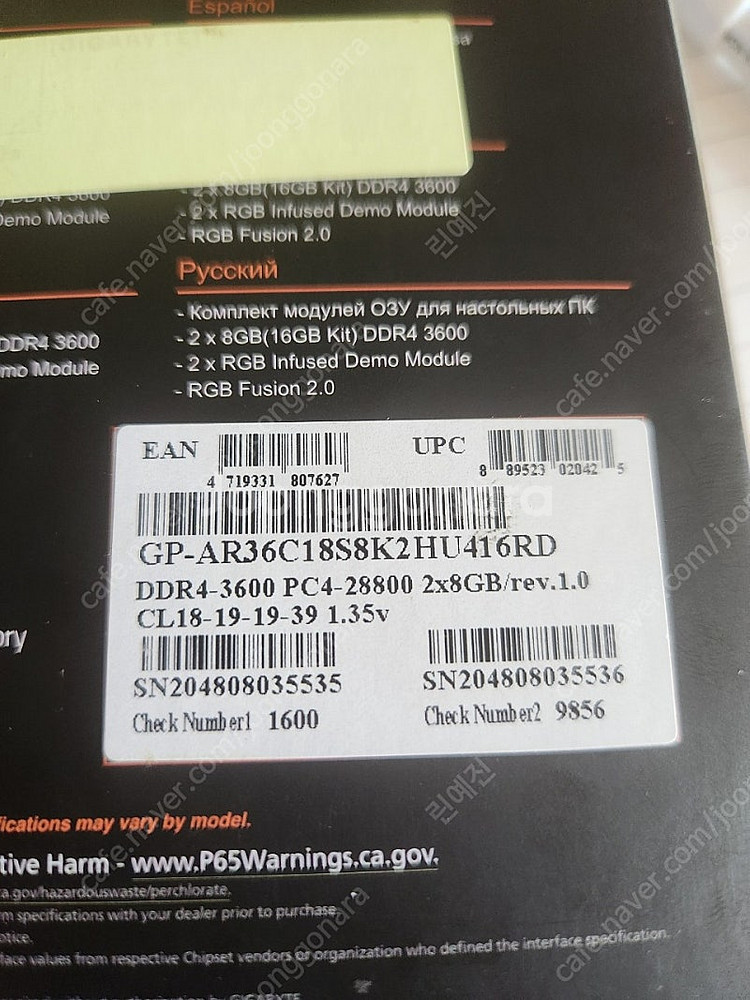 Español
- 2 x 8GB(16GB Kit) DDR4 3600
Demo Module
- 2 x RGB Infused Demo Module
- RGB Fusion 2.0
Русский
- Комплект модулей ОЗУ для настольных ПК
DDR4 3600
- 2 x 8GB(16GB Kit) DDR4 3600
mo Module
- 2 x RGB Infused Demo Module
- RGB Fusion 2.0
EAN
4 719331 807627
UPC
8 89523 02042 5
GP-AR36C18S8K2HU416RD
DDR4-3600 PC4-28800 2x8GB/rev.1.0
CL18-19-19-39 1.35v
SN204808035535
SN204808035536
Check Number1 1600
Check Number2 9856
ory
ifications may vary by model.
tive Harm - www.P65Warnings.ca.gov.
ca.gov/hazardouswaste/perchlorate.
m specifications with your dealer prior to purchase.
otice.
face values from respective Chipset vendors or organization who defined the interface specification.
GIGABYTE
cafe.naver.com/joonggonara
린예진
joonggonara